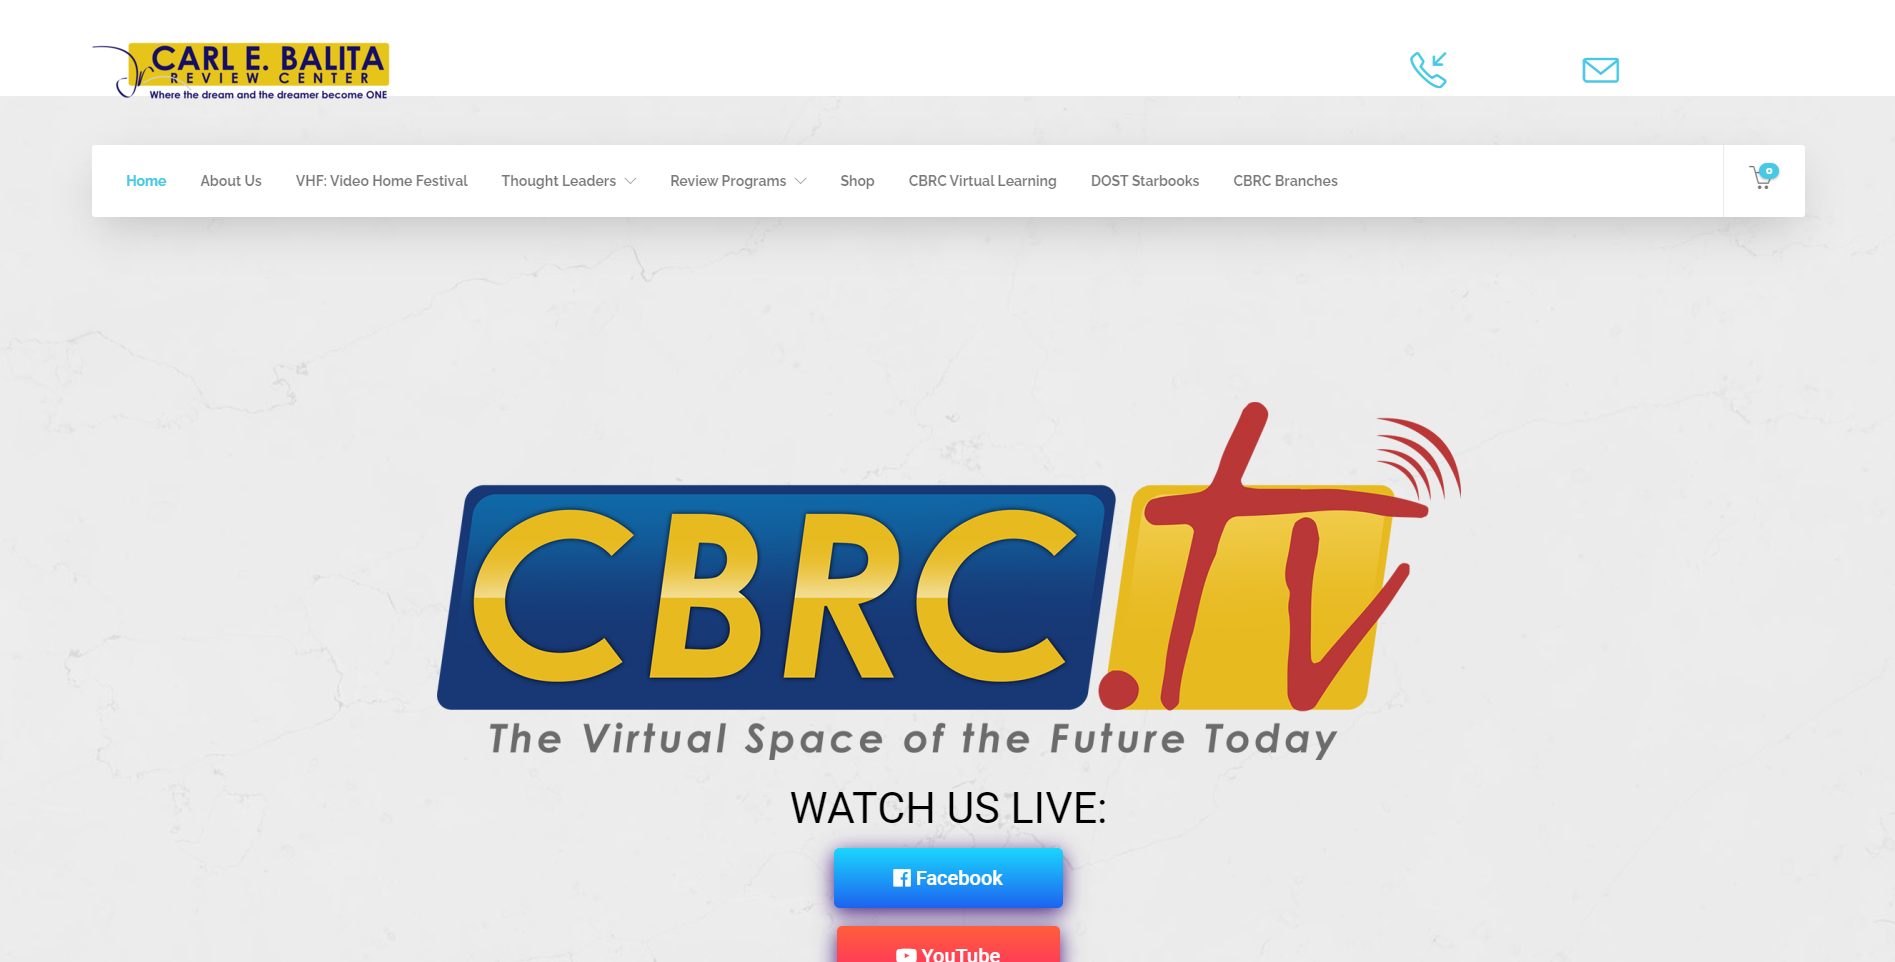 CARL E. BALITA
Jr REVIEW CENTER
Where the dream and the dreamer become ONE
Home About Us VHF: Video Home Festival Thought Leaders Review Programs Shop CBRC Virtual Learning DOST Starbooks CBRC Branches
0
CBRC.tv
The Virtual Space of the Future Today
WATCH US LIVE:
Facebook
YouTube